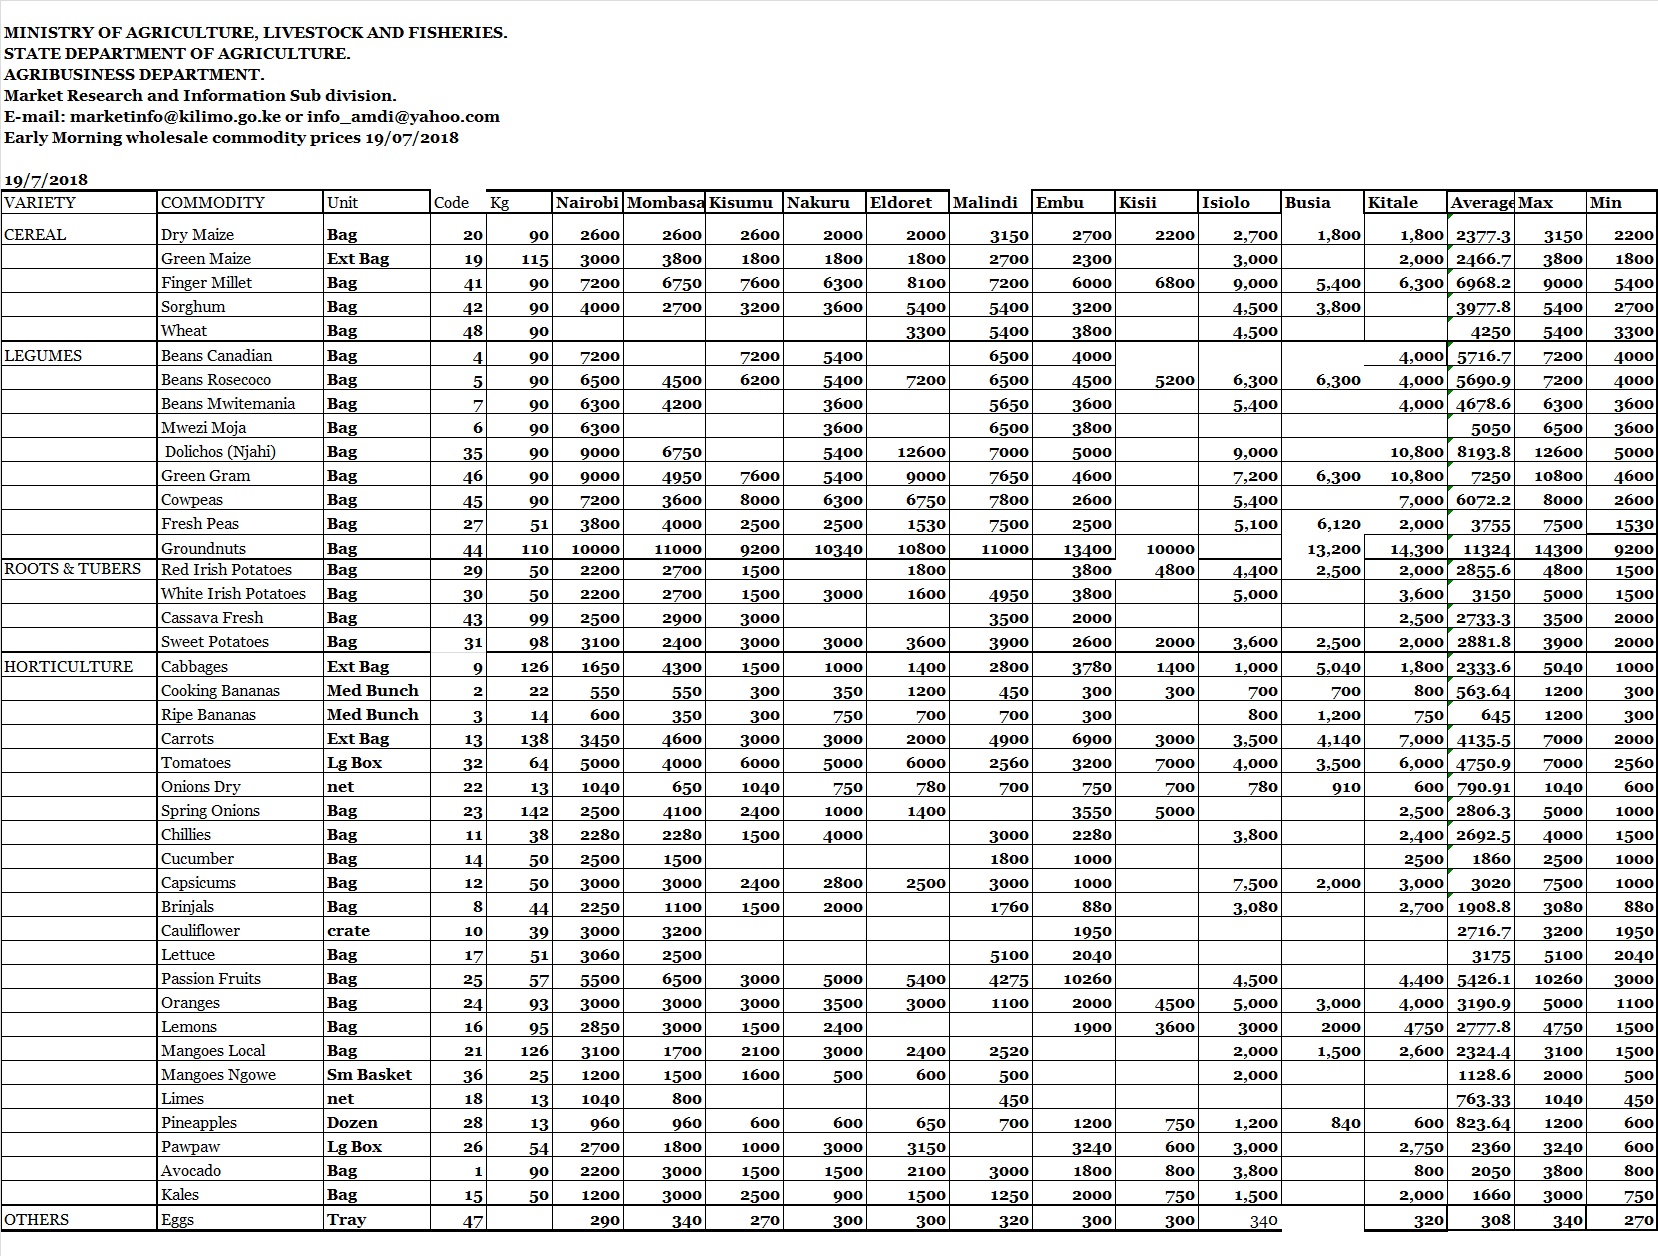 MINISTRY OF AGRICULTURE, LIVESTOCK AND FISHERIES.
STATE DEPARTMENT OF AGRICULTURE.
AGRIBUSINESS DEPARTMENT.
Market Research and Information Sub division.
E-mail: marketinfo@kilimo.go.ke or info_amdi@yahoo.com
Early Morning wholesale commodity prices 19/07/2018
19/7/2018
VARIETY COMMODITY Unit Code Kg Nairobi Mombasa Kisumu Nakuru Eldoret Malindi Embu Kisii Isiolo Busia Kitale Average Max Min
CEREAL Dry Maize Bag 20 90 2600 2600 2600 2000 2000 3150 2700 2200 2,700 1,800 1,800 2377.3 3150 2200
Green Maize Ext Bag 19 115 3000 3800 1800 1800 1800 2700 2300 3,000 2,000 2466.7 3800 1800
Finger Millet Bag 41 90 7200 6750 7600 6300 8100 7200 6000 6800 9,000 5,400 6,300 6968.2 9000 5400
Sorghum Bag 42 90 4000 2700 3200 3600 5400 5400 3200 4,500 3,800 3977.8 5400 2700
Wheat Bag 48 90 3300 5400 3800 4,500 4250 5400 3300
LEGUMES Beans Canadian Bag 4 90 7200 7200 5400 6500 4000 4,000 5716.7 7200 4000
Beans Rosecoco Bag 5 90 6500 4500 6200 5400 7200 6500 4500 5200 6,300 6,300 4,000 5690.9 7200 4000
Beans Mwitemania Bag 7 90 6300 4200 3600 5650 3600 5,400 4,000 4678.6 6300 3600
Mwezi Moja Bag 6 90 6300 3600 6500 3800 5050 6500 3600
Dolichos (Njahi) Bag 35 90 9000 6750 5400 12600 7000 5000 9,000 10,800 8193.8 12600 5000
Green Gram Bag 46 90 9000 4950 7600 5400 9000 7650 4600 7,200 6,300 10,800 7250 10800 4600
Cowpeas Bag 45 90 7200 3600 8000 6300 6750 7800 2600 5,400 7,000 6072.2 8000 2600
Fresh Peas Bag 27 51 3800 4000 2500 2500 1530 7500 2500 5,100 6,120 2,000 3755 7500 1530
Groundnuts Bag 44 110 10000 11000 9200 10340 10800 11000 13400 10000 13,200 14,300 11324 14300 9200
ROOTS & TUBERS Red Irish Potatoes Bag 29 50 2200 2700 1500 1800 3800 4800 4,400 2,500 2,000 2855.6 4800 1500
White Irish Potatoes Bag 30 50 2200 2700 1500 3000 1600 4950 3800 5,000 3,600 3150 5000 1500
Cassava Fresh Bag 43 99 2500 2900 3000 3500 2000 2,500 2733.3 3500 2000
Sweet Potatoes Bag 31 98 3100 2400 3000 3000 3600 3900 2600 2000 3,600 2,500 2,000 2881.8 3900 2000
HORTICULTURE Cabbages Ext Bag 9 126 1650 4300 1500 1000 1400 2800 3780 1400 1,000 5,040 1,800 2333.6 5040 1000
Cooking Bananas Med Bunch 2 22 550 550 300 350 1200 450 300 300 700 700 800 563.64 1200 300
Ripe Bananas Med Bunch 3 14 600 350 300 750 700 700 300 800 1,200 750 645 1200 300
Carrots Ext Bag 13 138 3450 4600 3000 3000 2000 4900 6900 3000 3,500 4,140 7,000 4135.5 7000 2000
Tomatoes Lg Box 32 64 5000 4000 6000 5000 6000 2560 3200 7000 4,000 3,500 6,000 4750.9 7000 2560
Onions Dry net 22 13 1040 650 1040 750 780 700 750 700 780 910 600 790.91 1040 600
Spring Onions Bag 23 142 2500 4100 2400 1000 1400 3550 5000 2,500 2806.3 5000 1000
Chillies Bag 11 38 2280 2280 1500 4000 3000 2280 3,800 2,400 2692.5 4000 1500
Cucumber Bag 14 50 2500 1500 1800 1000 2500 1860 2500 1000
Capsicums Bag 12 50 3000 3000 2400 2800 2500 3000 1000 7,500 2,000 3,000 3020 7500 1000
Brinjals Bag 8 44 2250 1100 1500 2000 1760 880 3,080 2,700 1908.8 3080 880
Cauliflower crate 10 39 3000 3200 1950 2716.7 3200 1950
Lettuce Bag 17 51 3060 2500 5100 2040 3175 5100 2040
Passion Fruits Bag 25 57 5500 6500 3000 5000 5400 4275 10260 4,500 4,400 5426.1 10260 3000
Oranges Bag 24 93 3000 3000 3000 3500 3000 1100 2000 4500 5,000 3,000 4,000 3190.9 5000 1100
Lemons Bag 16 95 2850 3000 1500 2400 1900 3600 3000 2000 4750 2777.8 4750 1500
Mangoes Local Bag 21 126 3100 1700 2100 3000 2400 2520 2,000 1,500 2,600 2324.4 3100 1500
Mangoes Ngowe Sm Basket 36 25 1200 1500 1600 500 600 500 2,000 1128.6 2000 500
Limes net 18 13 1040 800 450 763.33 1040 450
Pineapples Dozen 28 13 960 960 600 600 650 700 1200 750 1,200 840 600 823.64 1200 600
Pawpaw Lg Box 26 54 2700 1800 1000 3000 3150 3240 600 3,000 2,750 2360 3240 600
Avocado Bag 1 90 2200 3000 1500 1500 2100 3000 1800 800 3,800 800 2050 3800 800
Kales Bag 15 50 1200 3000 2500 900 1500 1250 2000 750 1,500 2,000 1660 3000 750
OTHERS Eggs Tray 47 290 340 270 300 300 320 300 300 340 320 308 340 270